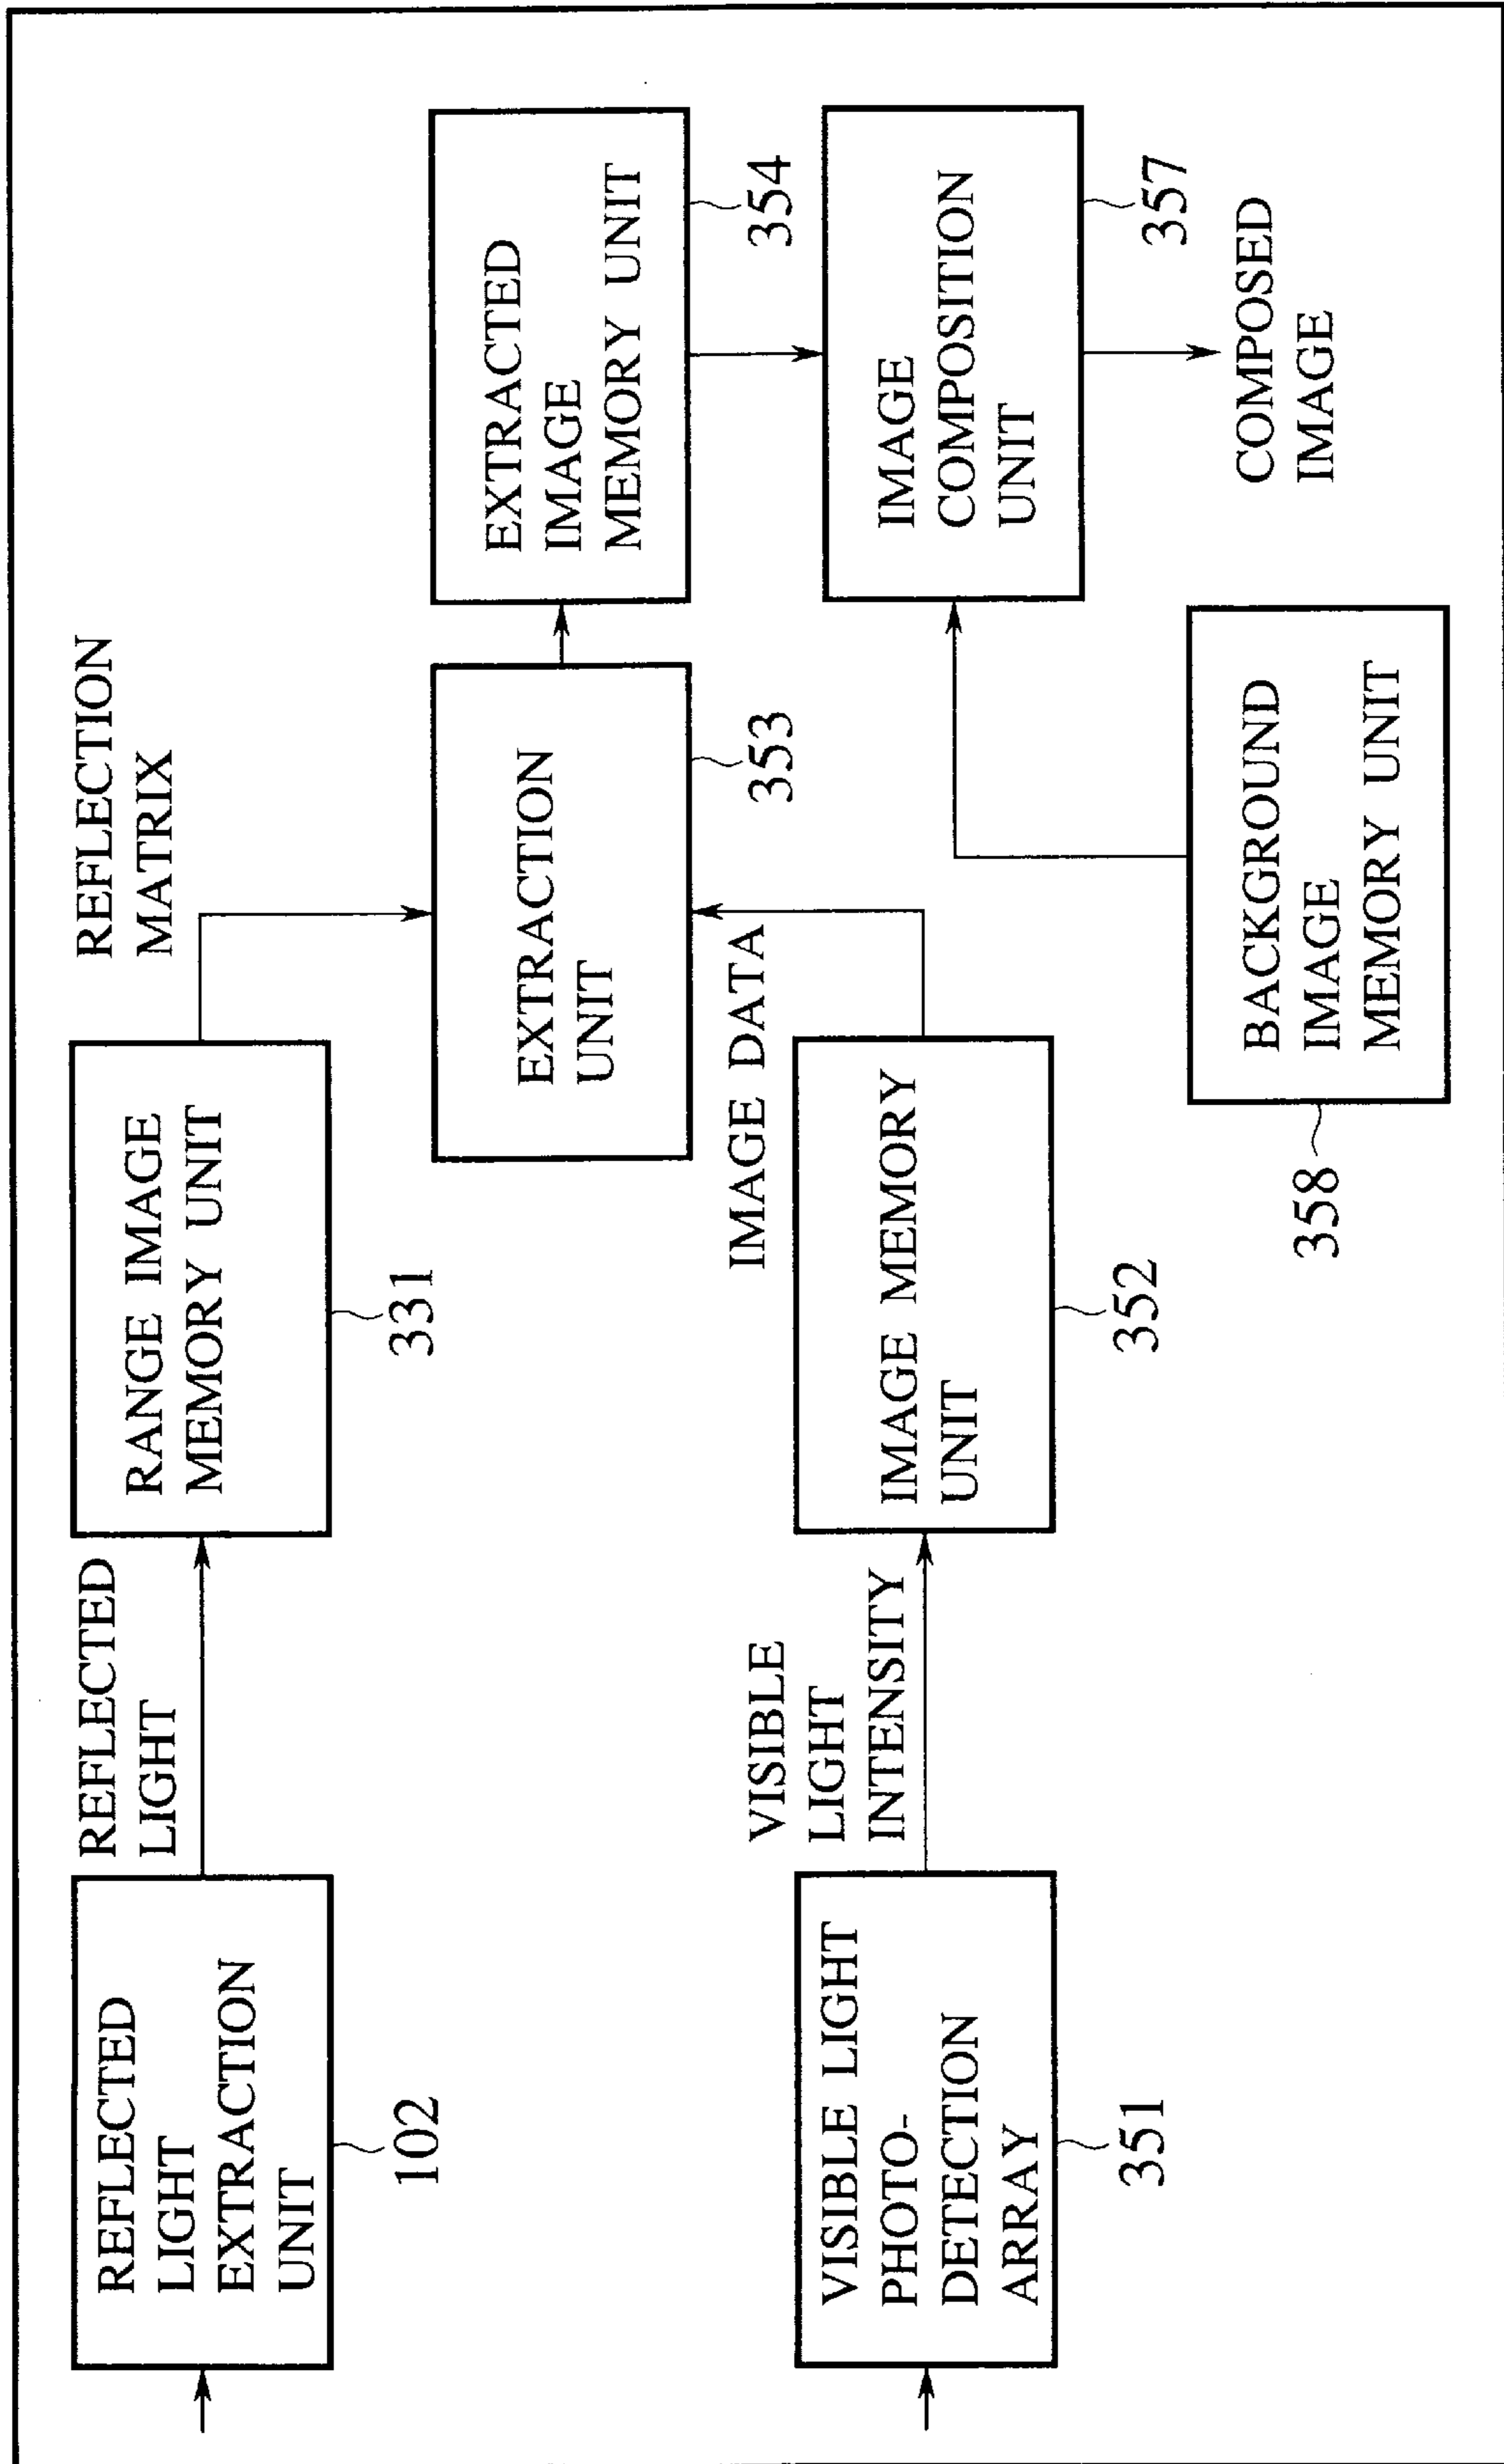 REFLECTED
LIGHT
EXTRACTION
UNIT
102
REFLECTED
LIGHT
RANGE IMAGE
MEMORY UNIT
331
REFLECTION
MATRIX
EXTRACTION
UNIT
353
EXTRACTED
IMAGE
MEMORY UNIT
354
VISIBLE LIGHT
PHOTO-
DETECTION
ARRAY
351
VISIBLE
LIGHT
INTENSITY
IMAGE MEMORY
UNIT
352
IMAGE DATA
IMAGE
COMPOSITION
UNIT
357
COMPOSED
IMAGE
BACKGROUND
IMAGE
MEMORY UNIT
358